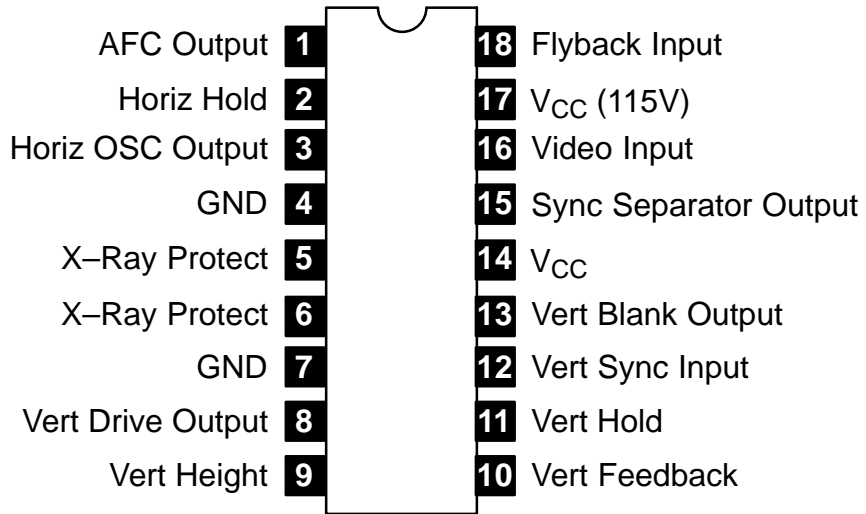 AFC Output 1 18 Flyback Input
Horiz Hold 2 17 VCC (115V)
Horiz OSC Output 3 16 Video Input
GND 4 15 Sync Separator Output
X–Ray Protect 5 14 VCC
X–Ray Protect 6 13 Vert Blank Output
GND 7 12 Vert Sync Input
Vert Drive Output 8 11 Vert Hold
Vert Height 9 10 Vert Feedback